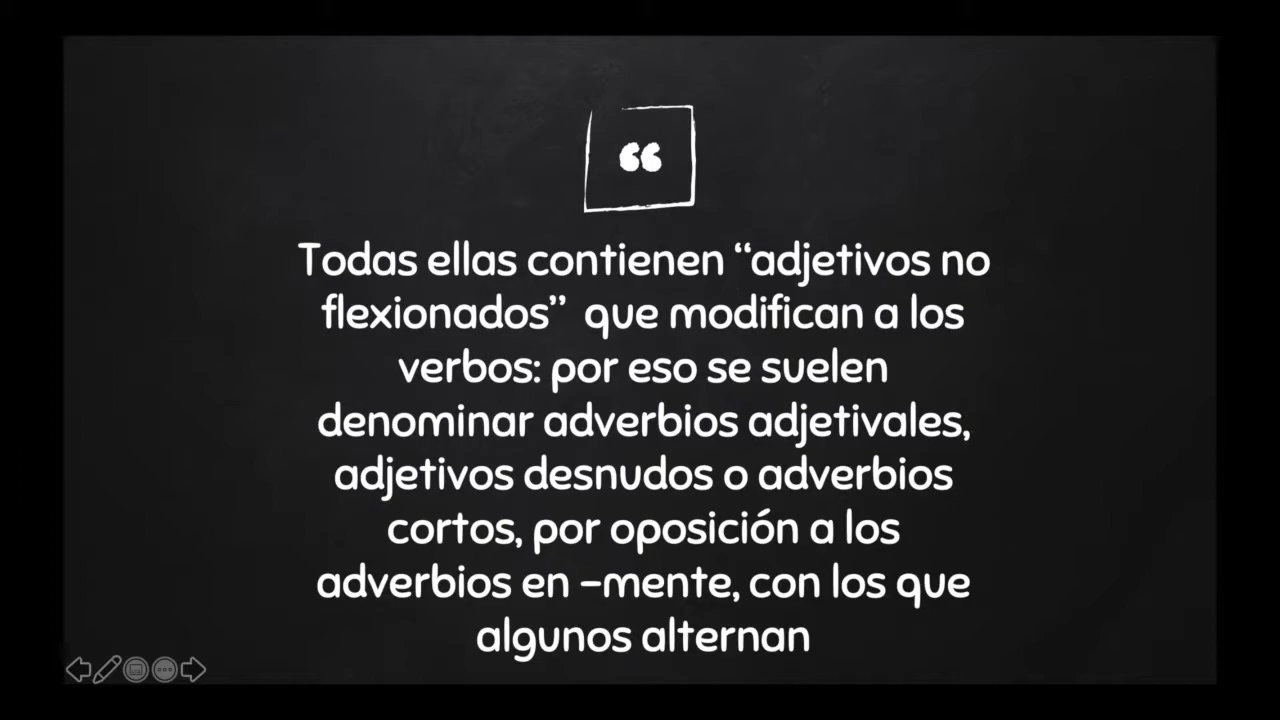 “
Todas ellas contienen “adjetivos no
flexionados” que modifican a los
verbos: por eso se suelen
denominar adverbios adjetivales,
adjetivos desnudos o adverbios
cortos, por oposición a los
adverbios en –mente, con los que
algunos alternan